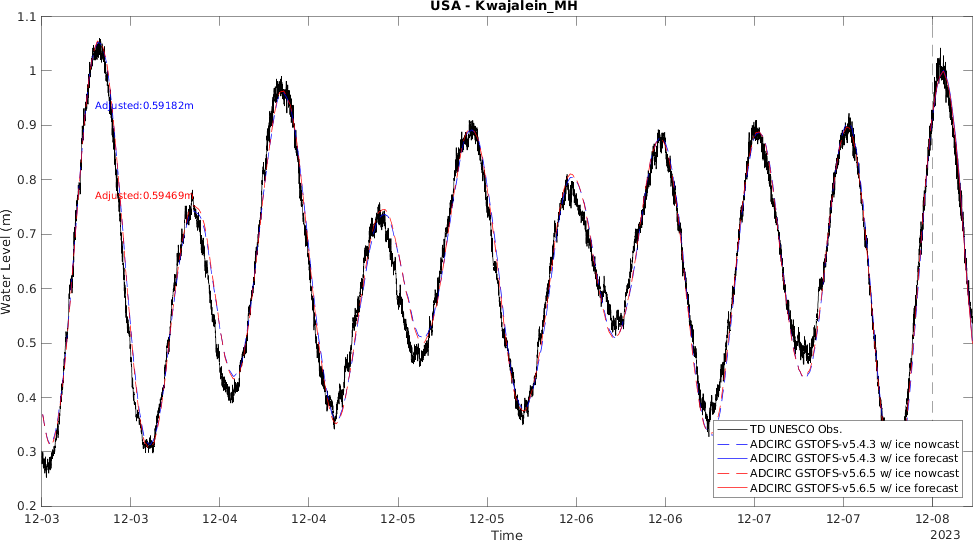 USA - Kwajalein_MH
1.1
1
0.9
0.8
0.7
0.6
0.5
0.4
0.3
0.2
Water Level (m)
Adjusted:0.59182m
Adjusted:0.59469m
TD UNESCO Obs.
ADCIRC GSTOFS-v5.4.3 w/ ice nowcast
ADCIRC GSTOFS-v5.4.3 w/ ice forecast
ADCIRC GSTOFS-v5.6.5 w/ ice nowcast
ADCIRC GSTOFS-v5.6.5 w/ ice forecast
12-03 12-03 12-04 12-04 12-05 12-05 12-06 12-06 12-07 12-07 12-08
2023
Time